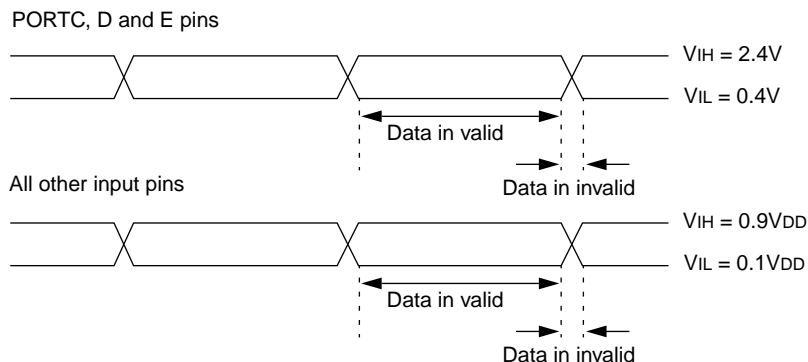 PORTC, D and E pins
VIH = 2.4V
VIL = 0.4V
Data in valid
Data in invalid
All other input pins
VIH = 0.9VDD
VIL = 0.1VDD
Data in valid
Data in invalid